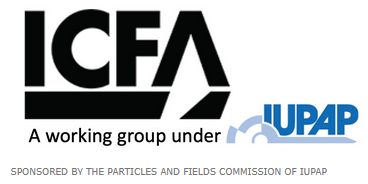 ICFA
A working group under IUPAP
SPONSORED BY THE PARTICLES AND FIELDS COMMISSION OF IUPAP